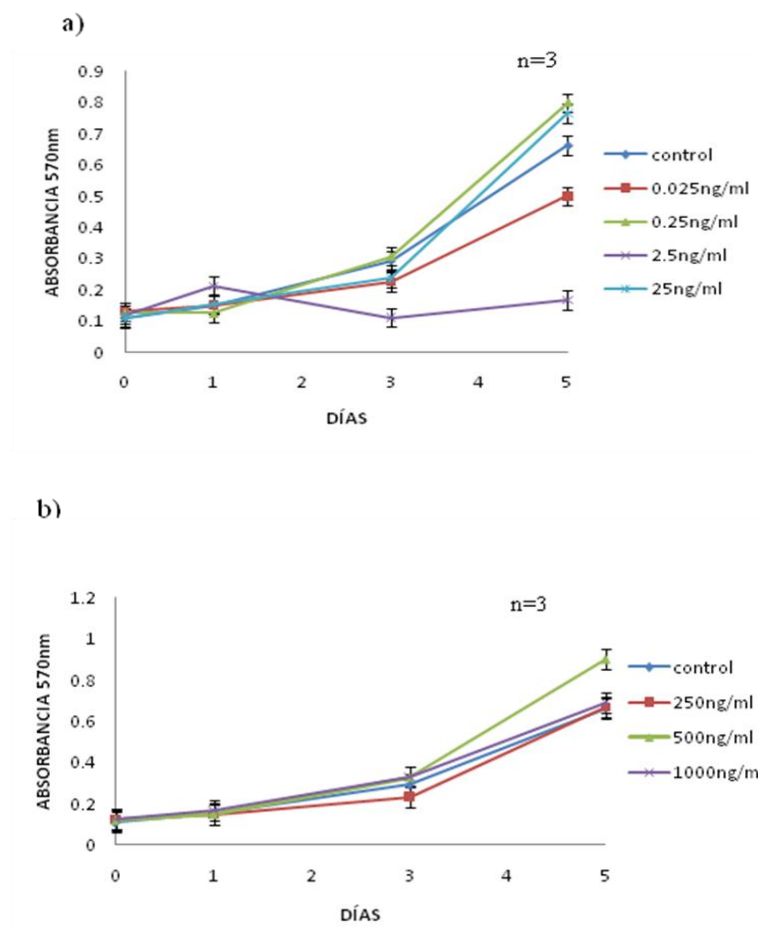 a)
n=3
0.9
0.8
0.7
0.6
0.5
0.4
0.3
0.2
0.1
0
ABSORBANCIA 570nm
0 1 2 3 4 5
DÍAS
control
0.025ng/ml
0.25ng/ml
2.5ng/ml
25ng/ml
b)
n=3
1.2
1
0.8
0.6
0.4
0.2
0
ABSORBANCIA 570nm
0 1 2 3 4 5
DÍAS
control
250ng/ml
500ng/ml
1000ng/m